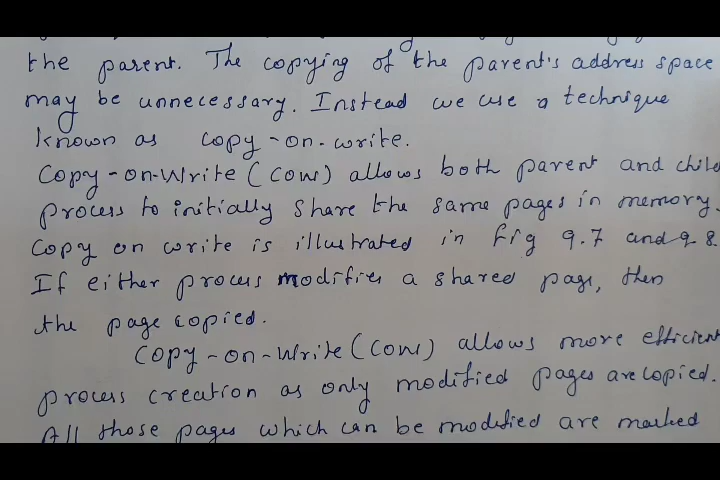 the parent. The copying of the parent's address space
may be unnecessary. Instead we use a technique
known as copy-on-write.
Copy-on-Write (COW) allows both parent and child
process to initially share the same pages in memory.
Copy on write is illustrated in fig 9.7 and 9.8
If either process modifies a shared page, then
the page copied.
Copy-on-Write (COW) allows more efficient
process creation as only modified pages are copied.
All those pages which can be modified are marked